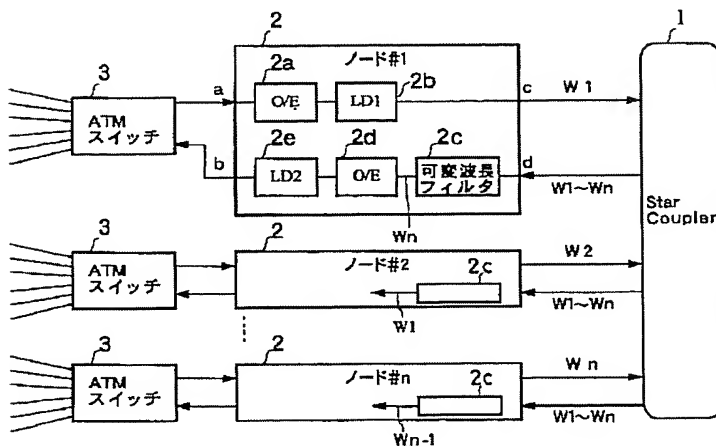 1
2
ノード#1
2a
O/E
2b
LD1
3
ATM
スイッチ
a
c
W1
2e
LD2
2d
O/E
2c
可変波長
フィルタ
b
d
Wn
W1~Wn
Star
Coupler
3
ATM
スイッチ
2
ノード#2
2c
W1
W2
W1~Wn
3
ATM
スイッチ
2
ノード#n
2c
Wn-1
Wn
W1~Wn